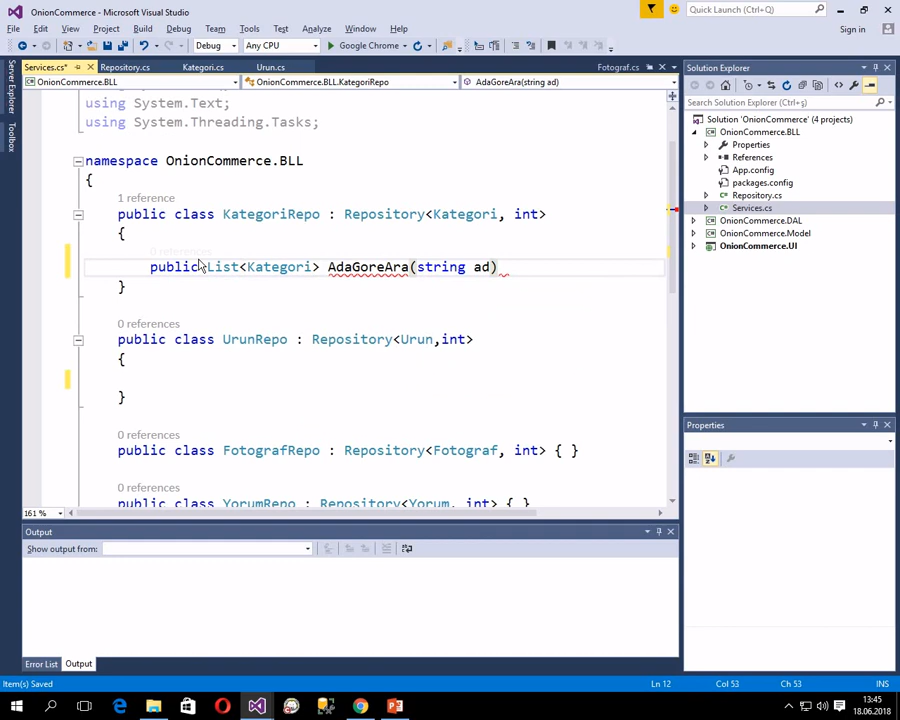 OnionCommerce - Microsoft Visual Studio
Quick Launch (Ctrl+Q)
File Edit View Project Build Debug Team Tools Test Analyze Window Help
Sign in
Debug Any CPU Google Chrome
Server Explorer
Toolbox
Services.cs* Repository.cs Kategori.cs Urun.cs Fotograf.cs
OnionCommerce.BLL OnionCommerce.BLL.KategoriRepo AdaGoreAra(string ad)
using System.Text;
using System.Threading.Tasks;
namespace OnionCommerce.BLL
{
1 reference
public class KategoriRepo : Repository<Kategori, int>
{
0 references
public List<Kategori> AdaGoreAra(string ad)
}
0 references
public class UrunRepo : Repository<Urun,int>
{
}
0 references
public class FotografRepo : Repository<Fotograf, int> { }
0 references
public class YorumRepo : Repository<Yorum, int> { }
161 %
Output
Show output from:
Error List Output
Solution Explorer
Search Solution Explorer (Ctrl+ş)
Solution 'OnionCommerce' (4 projects)
OnionCommerce.BLL
Properties
References
App.config
packages.config
Repository.cs
Services.cs
OnionCommerce.DAL
OnionCommerce.Model
OnionCommerce.UI
Properties
Item(s) Saved Ln 12 Col 53 Ch 53 INS
13:45
18.06.2018